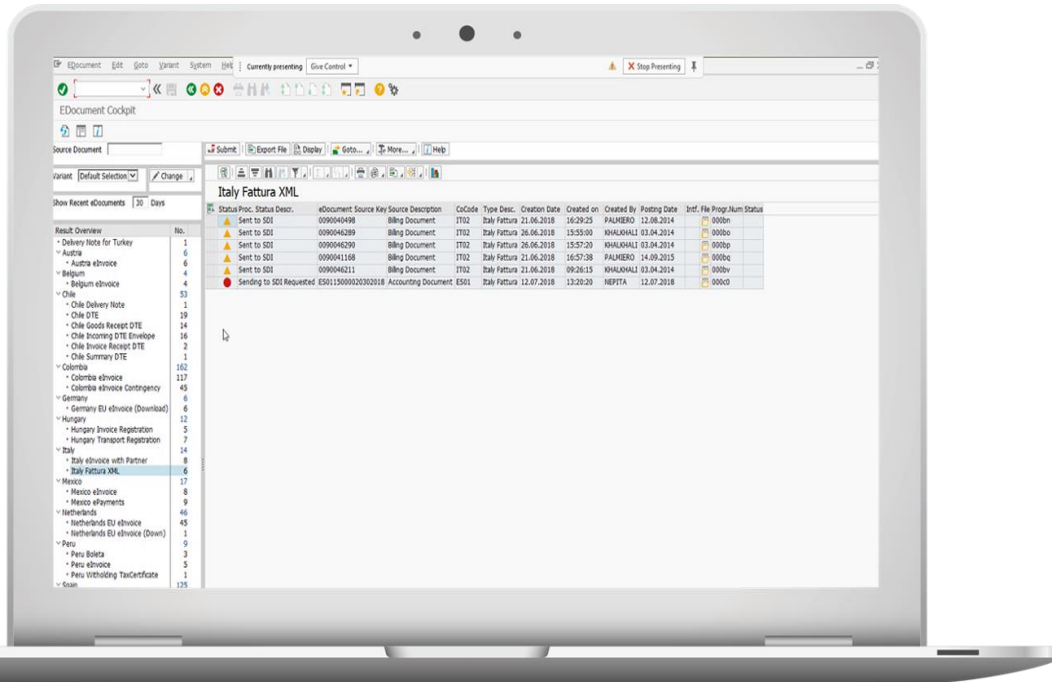 EDocument Edit Goto Varant System Help Currently presenting Give Control Stop Presenting
EDocument Cockpit
Source Document Submit Export File Display Goto... More... Help
Variant Default Selection Change
Italy Fattura XML
Show Recent eDocuments 30 Days
Status Proc. Status Descr. eDocument Source Key Source Description CoCode Type Desc. Creation Date Created on Created By Posting Date Intf. File Progr.Num Status
Sent to SDI 0090040498 Billing Document IT02 Italy Fattura 21.06.2018 16:29:25 PALMIERO 12.08.2014 000bn
Sent to SDI 0090046289 Billing Document IT02 Italy Fattura 26.06.2018 15:55:00 KHALKHALI 03.04.2014 000bo
Sent to SDI 0090046290 Billing Document IT02 Italy Fattura 26.06.2018 15:57:20 KHALKHALI 03.04.2014 000bp
Sent to SDI 0090041168 Billing Document IT02 Italy Fattura 21.06.2018 16:57:38 PALMIERO 14.09.2015 000bq
Sent to SDI 0090046211 Billing Document IT02 Italy Fattura 21.06.2018 09:26:15 KHALKHALI 03.04.2014 000bv
Sending to SDI Requested ES0115000020302018 Accounting Document ES01 Italy Fattura 12.07.2018 13:20:20 NEPITA 12.07.2018 000c0
Result Overview No.
Delivery Note for Turkey 1
Austria 6
Austra eInvoice 6
Belgium 4
Belgium eInvoice 4
Chile 53
Chile Delivery Note 1
Chile DTE 19
Chile Goods Receipt DTE 14
Chile Incoming DTE Envelope 16
Chile Invoice Receipt DTE 2
Chile Summary DTE 1
Colombia 162
Colombia eInvoice 117
Colombia eInvoice Contingency 45
Germany 6
Germany EU eInvoice (Download) 6
Hungary 12
Hungary Invoice Registration 5
Hungary Transport Registration 7
Italy 14
Italy eInvoice with Partner 8
Italy Fattura XML 6
Mexico 17
Mexico eInvoice 8
Mexico ePayments 9
Netherlands 46
Netherlands EU eInvoice 45
Netherlands EU eInvoice (Down) 1
Peru 9
Peru Boleta 3
Peru eInvoice 5
Peru Witholding TaxCertificate 1
Spain 125